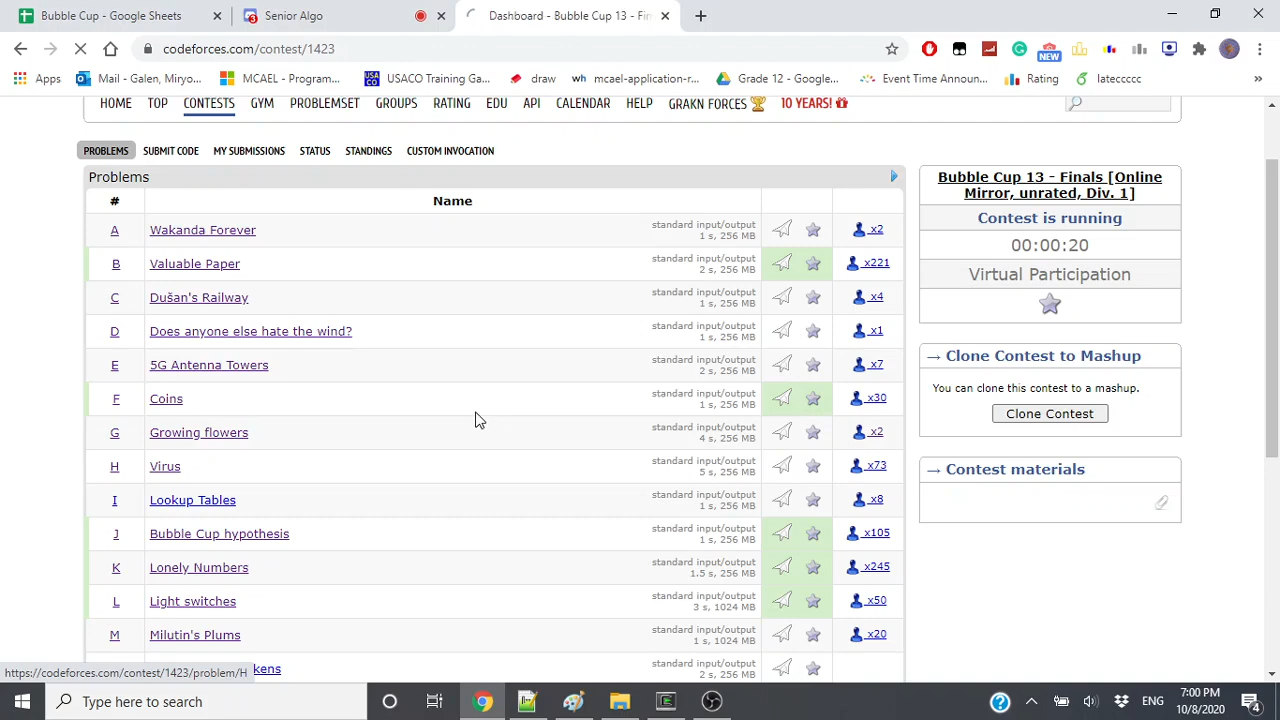 Bubble Cup - Google Sheets
Senior Algo
Dashboard - Bubble Cup 13 - Fin
codeforces.com/contest/1423
NEW
Apps
Mail - Galen, Miryo...
MCAEL - Program...
USACO Training Ga...
draw
wh mcael-application-r...
Grade 12 - Google...
Event Time Announ...
Rating
lateccccc
»
HOME TOP CONTESTS GYM PROBLEMSET GROUPS RATING EDU API CALENDAR HELP GRAKN FORCES 10 YEARS!
PROBLEMS SUBMIT CODE MY SUBMISSIONS STATUS STANDINGS CUSTOM INVOCATION
Problems
# Name
A Wakanda Forever standard input/output
1 s, 256 MB x2
B Valuable Paper standard input/output
2 s, 256 MB x221
C Dušan's Railway standard input/output
1 s, 256 MB x4
D Does anyone else hate the wind? standard input/output
1 s, 256 MB x1
E 5G Antenna Towers standard input/output
2 s, 256 MB x7
F Coins standard input/output
1 s, 256 MB x30
G Growing flowers standard input/output
4 s, 256 MB x2
H Virus standard input/output
5 s, 256 MB x73
I Lookup Tables standard input/output
1 s, 256 MB x8
J Bubble Cup hypothesis standard input/output
1 s, 256 MB x105
K Lonely Numbers standard input/output
1.5 s, 256 MB x245
L Light switches standard input/output
3 s, 1024 MB x50
M Milutin's Plums standard input/output
1 s, 1024 MB x20
kens standard input/output
2 s, 256 MB
Bubble Cup 13 - Finals [Online
Mirror, unrated, Div. 1]
Contest is running
00:00:20
Virtual Participation
→ Clone Contest to Mashup
You can clone this contest to a mashup.
Clone Contest
→ Contest materials
https://codeforces.com/contest/1423/problem/H
Type here to search
ENG
7:00 PM
10/8/2020
4